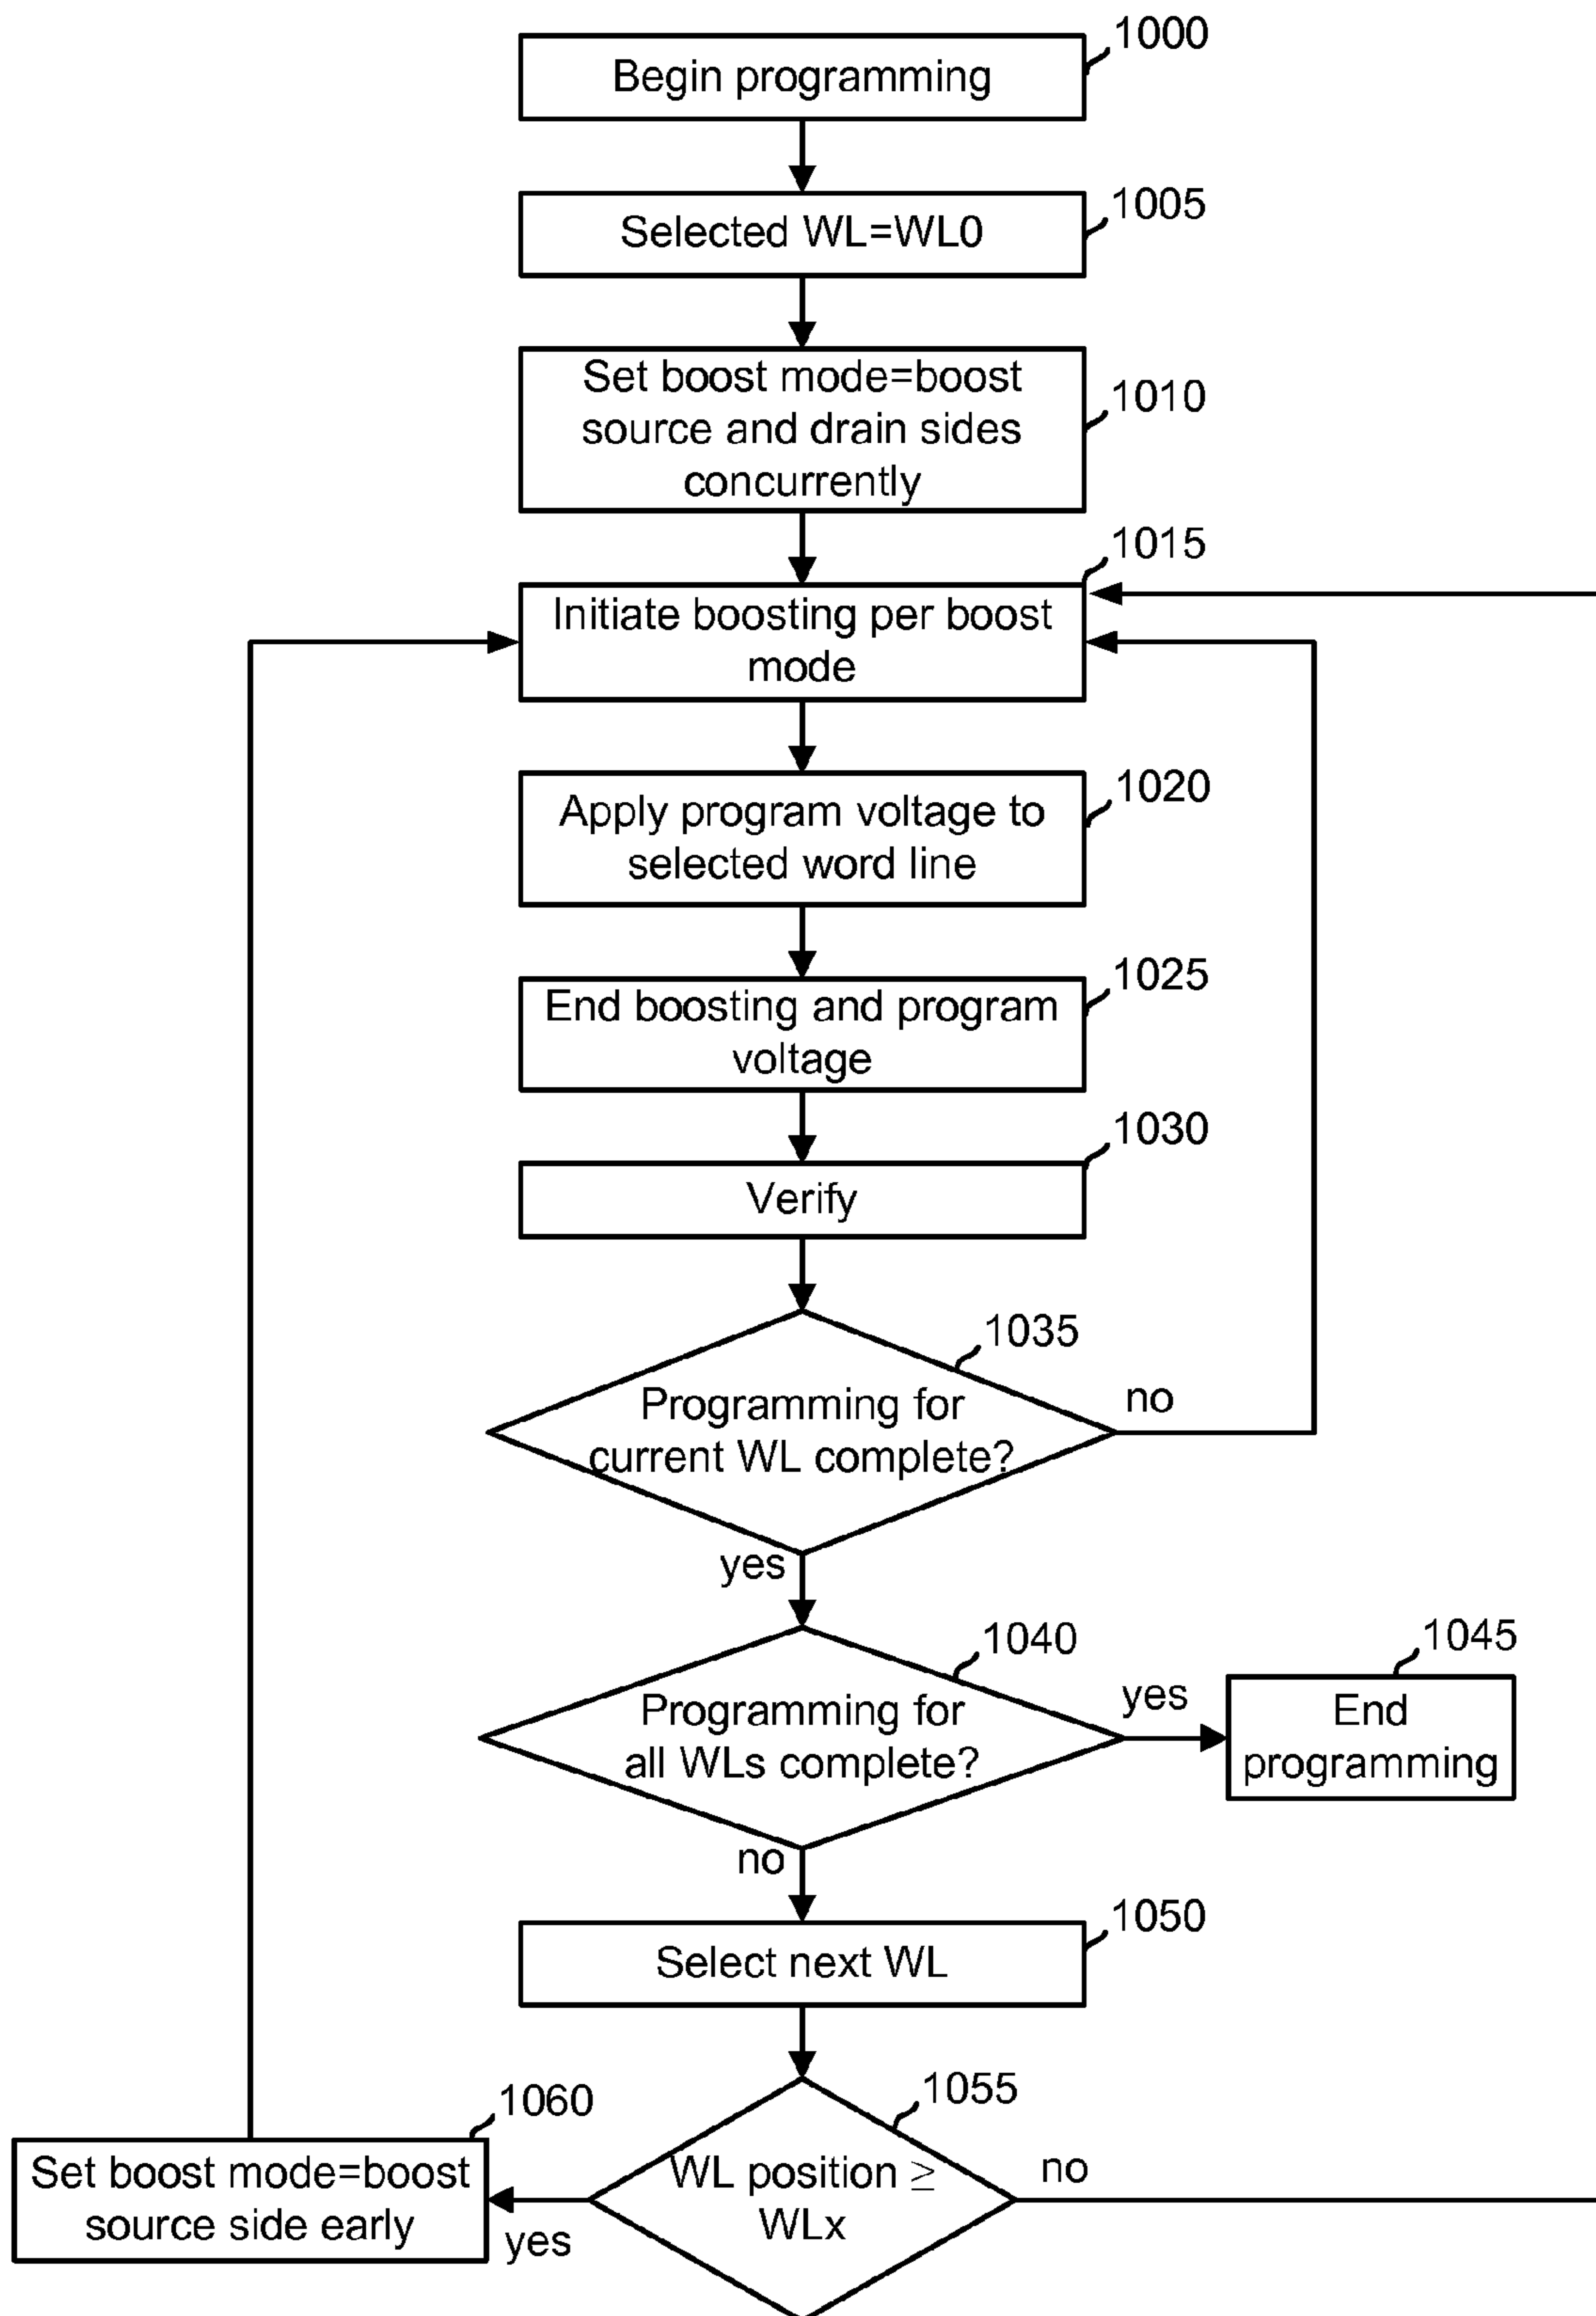 1000
Begin programming
1005
Selected WL=WL0
Set boost mode=boost
source and drain sides
concurrently
1010
1015
Initiate boosting per boost
mode
1020
Apply program voltage to
selected word line
1025
End boosting and program
voltage
1030
Verify
1035
Programming for
current WL complete?
no
yes
1040
Programming for
all WLs complete?
yes
1045
End
programming
no
1050
Select next WL
1055
WL position ≥
WLx
no
yes
1060
Set boost mode=boost
source side early